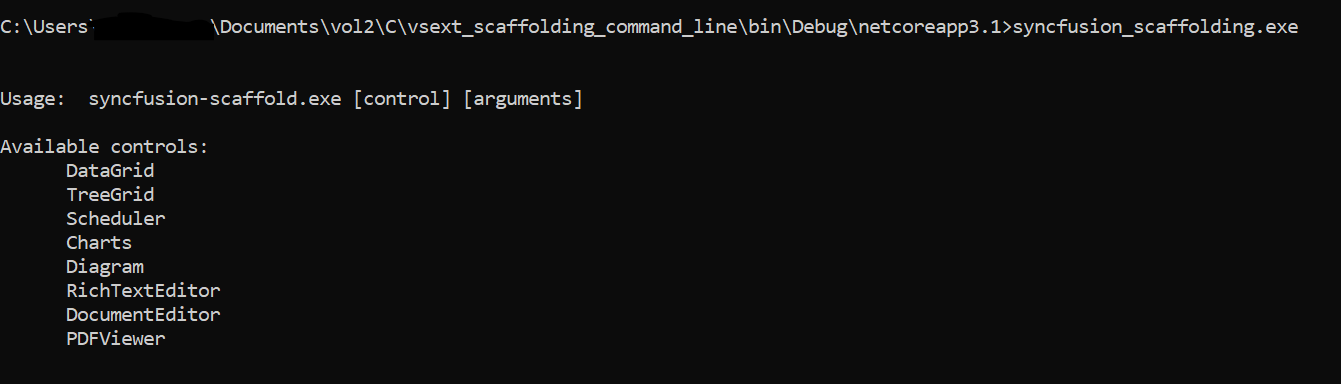 C:\Users\ \Documents\vol2\C\vsext_scaffolding_command_line\bin\Debug\netcoreapp3.1>syncfusion_scaffolding.exe
Usage:  syncfusion-scaffold.exe [control] [arguments]
Available controls:
DataGrid
TreeGrid
Scheduler
Charts
Diagram
RichTextEditor
DocumentEditor
PDFViewer